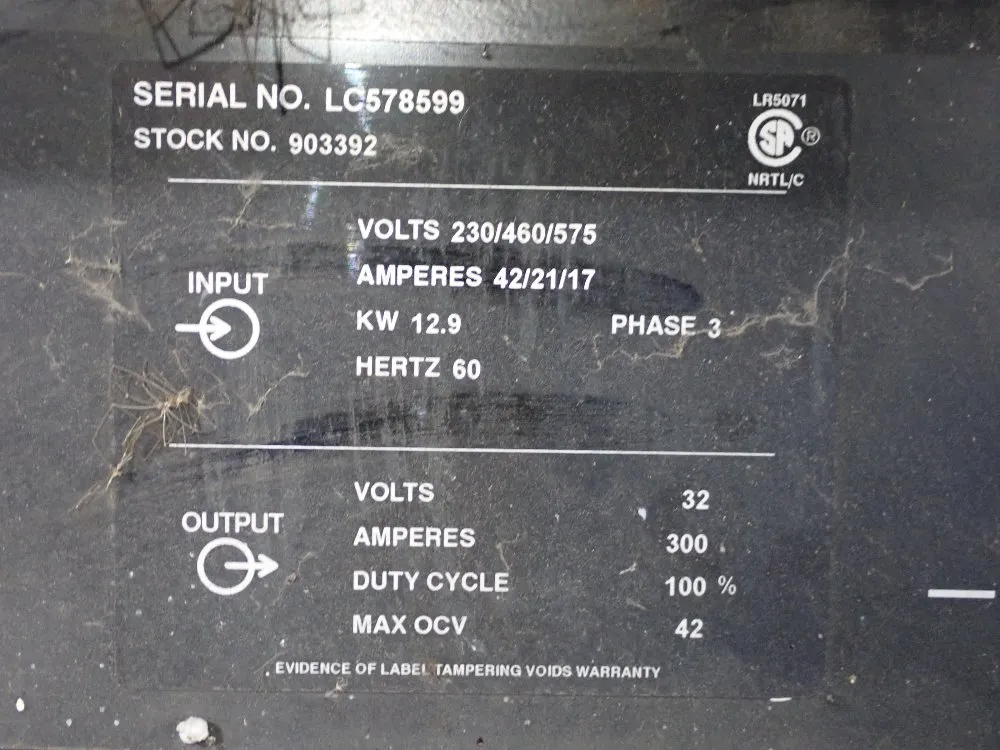 SERIAL NO. LC578599
STOCK NO. 903392
LR5071
SA ®
NRTL/C
INPUT
VOLTS 230/460/575
AMPERES 42/21/17
KW 12.9 PHASE 3
HERTZ 60
OUTPUT
VOLTS 32
AMPERES 300
DUTY CYCLE 100 %
MAX OCV 42
EVIDENCE OF LABEL TAMPERING VOIDS WARRANTY